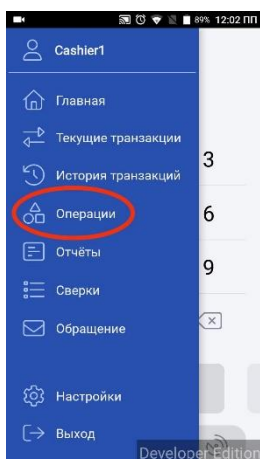 89% 12:02 ПП
Cashier1
Главная
Текущие транзакции
История транзакций
3
Операции
6
Отчёты
9
Сверки
Обращение
Настройки
Выход
Developer Edition